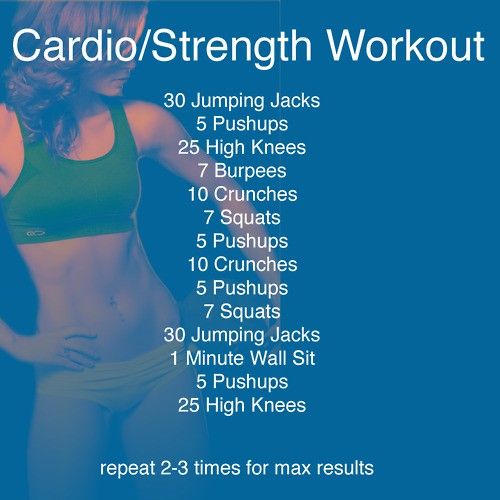 Cardio/Strength Workout
30 Jumping Jacks
5 Pushups
25 High Knees
7 Burpees
10 Crunches
7 Squats
5 Pushups
10 Crunches
5 Pushups
7 Squats
30 Jumping Jacks
1 Minute Wall Sit
5 Pushups
25 High Knees
repeat 2-3 times for max results